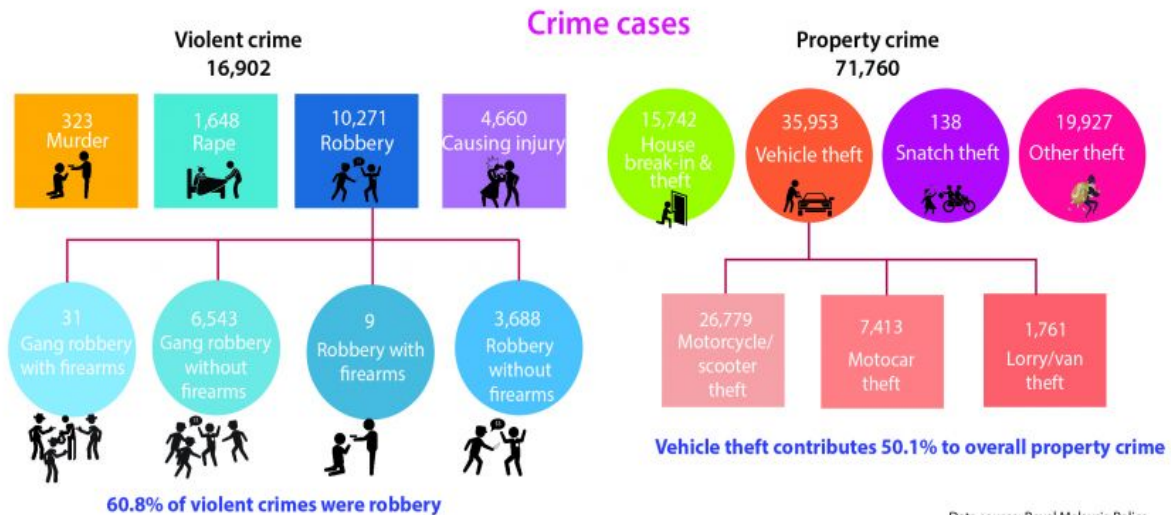 Crime cases
Violent crime
16,902
323
Murder
1,648
Rape
10,271
Robbery
4,660
Causing injury
31
Gang robbery
with firearms
6,543
Gang robbery
without
firearms
9
Robbery with
firearms
3,688
Robbery
without
firearms
60.8% of violent crimes were robbery
Property crime
71,760
15,742
House
break-in &
theft
35,953
Vehicle theft
138
Snatch theft
19,927
Other theft
26,779
Motorcycle/
scooter
theft
7,413
Motocar
theft
1,761
Lorry/van
theft
Vehicle theft contributes 50.1% to overall property crime